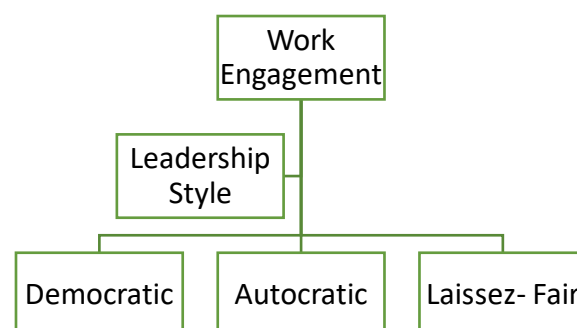 Work
Engagement
Leadership
Style
Democratic
Autocratic
Laissez- Fair